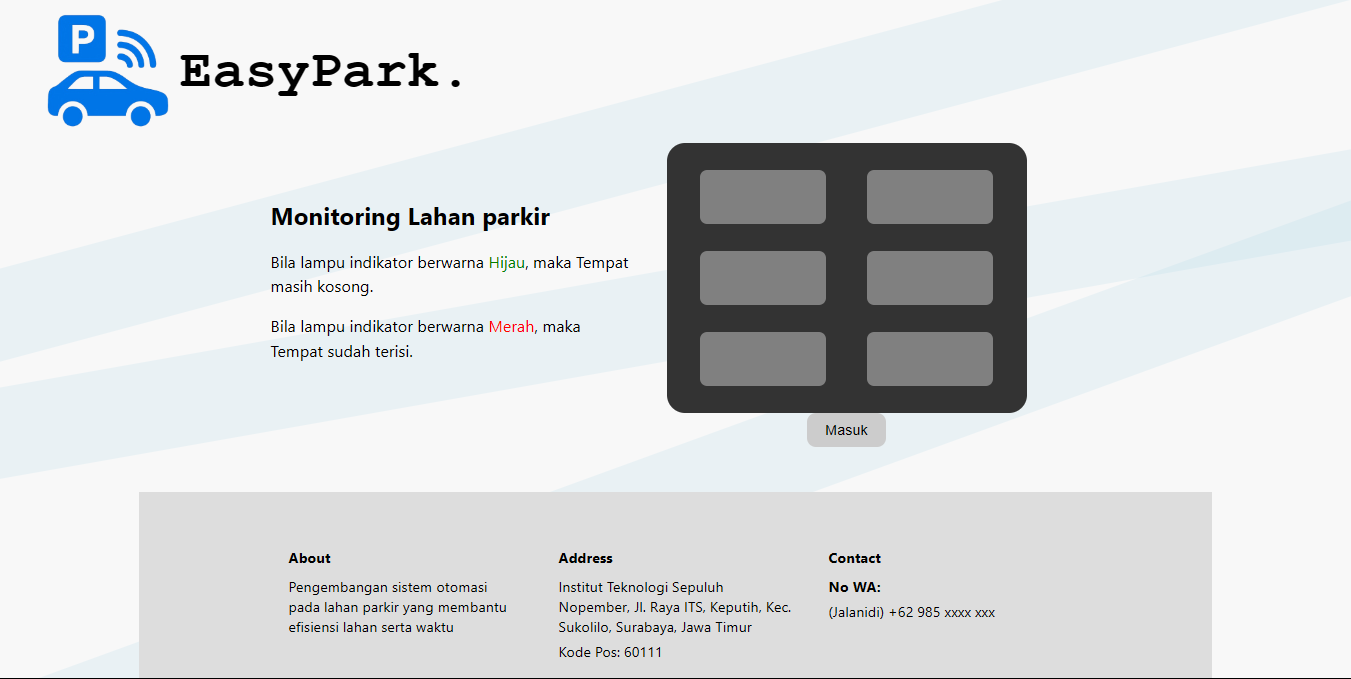 P
EasyPark.
Monitoring Lahan parkir
Bila lampu indikator berwarna Hijau, maka Tempat
masih kosong.
Bila lampu indikator berwarna Merah, maka
Tempat sudah terisi.
Masuk
About
Pengembangan sistem otomasi
pada lahan parkir yang membantu
efisiensi lahan serta waktu
Address
Institut Teknologi Sepuluh
Nopember, Jl. Raya ITS, Keputih, Kec.
Sukolilo, Surabaya, Jawa Timur
Kode Pos: 60111
Contact
No WA:
(Jalanidi) +62 985 xxxx xxx